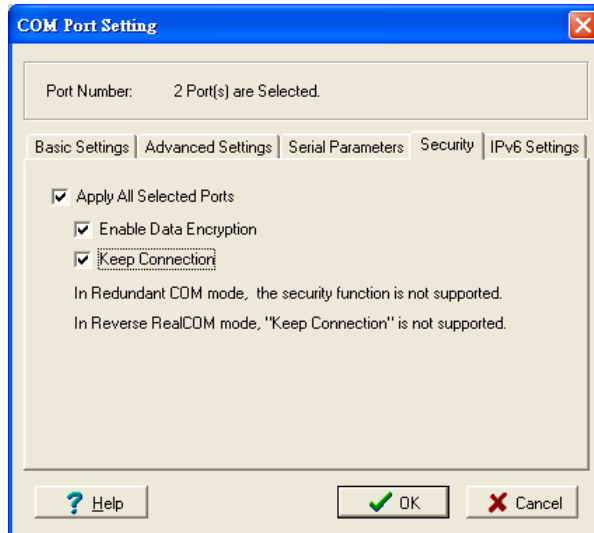 COM Port Setting
Port Number: 2 Port(s) are Selected.
Basic Settings Advanced Settings Serial Parameters Security IPv6 Settings
Apply All Selected Ports
Enable Data Encryption
Keep Connection
In Redundant COM mode, the security function is not supported.
In Reverse RealCOM mode, "Keep Connection" is not supported.
? Help OK Cancel